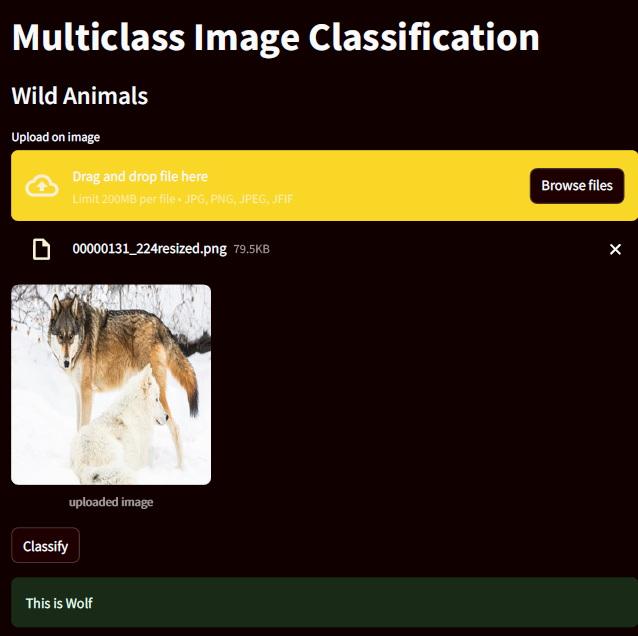 Multiclass Image Classification
Wild Animals
Upload on image
Drag and drop file here
Limit 200MB per file • JPG, PNG, JPEG, JFIF
Browse files
00000131_224resized.png 79.5KB
uploaded image
Classify
This is Wolf